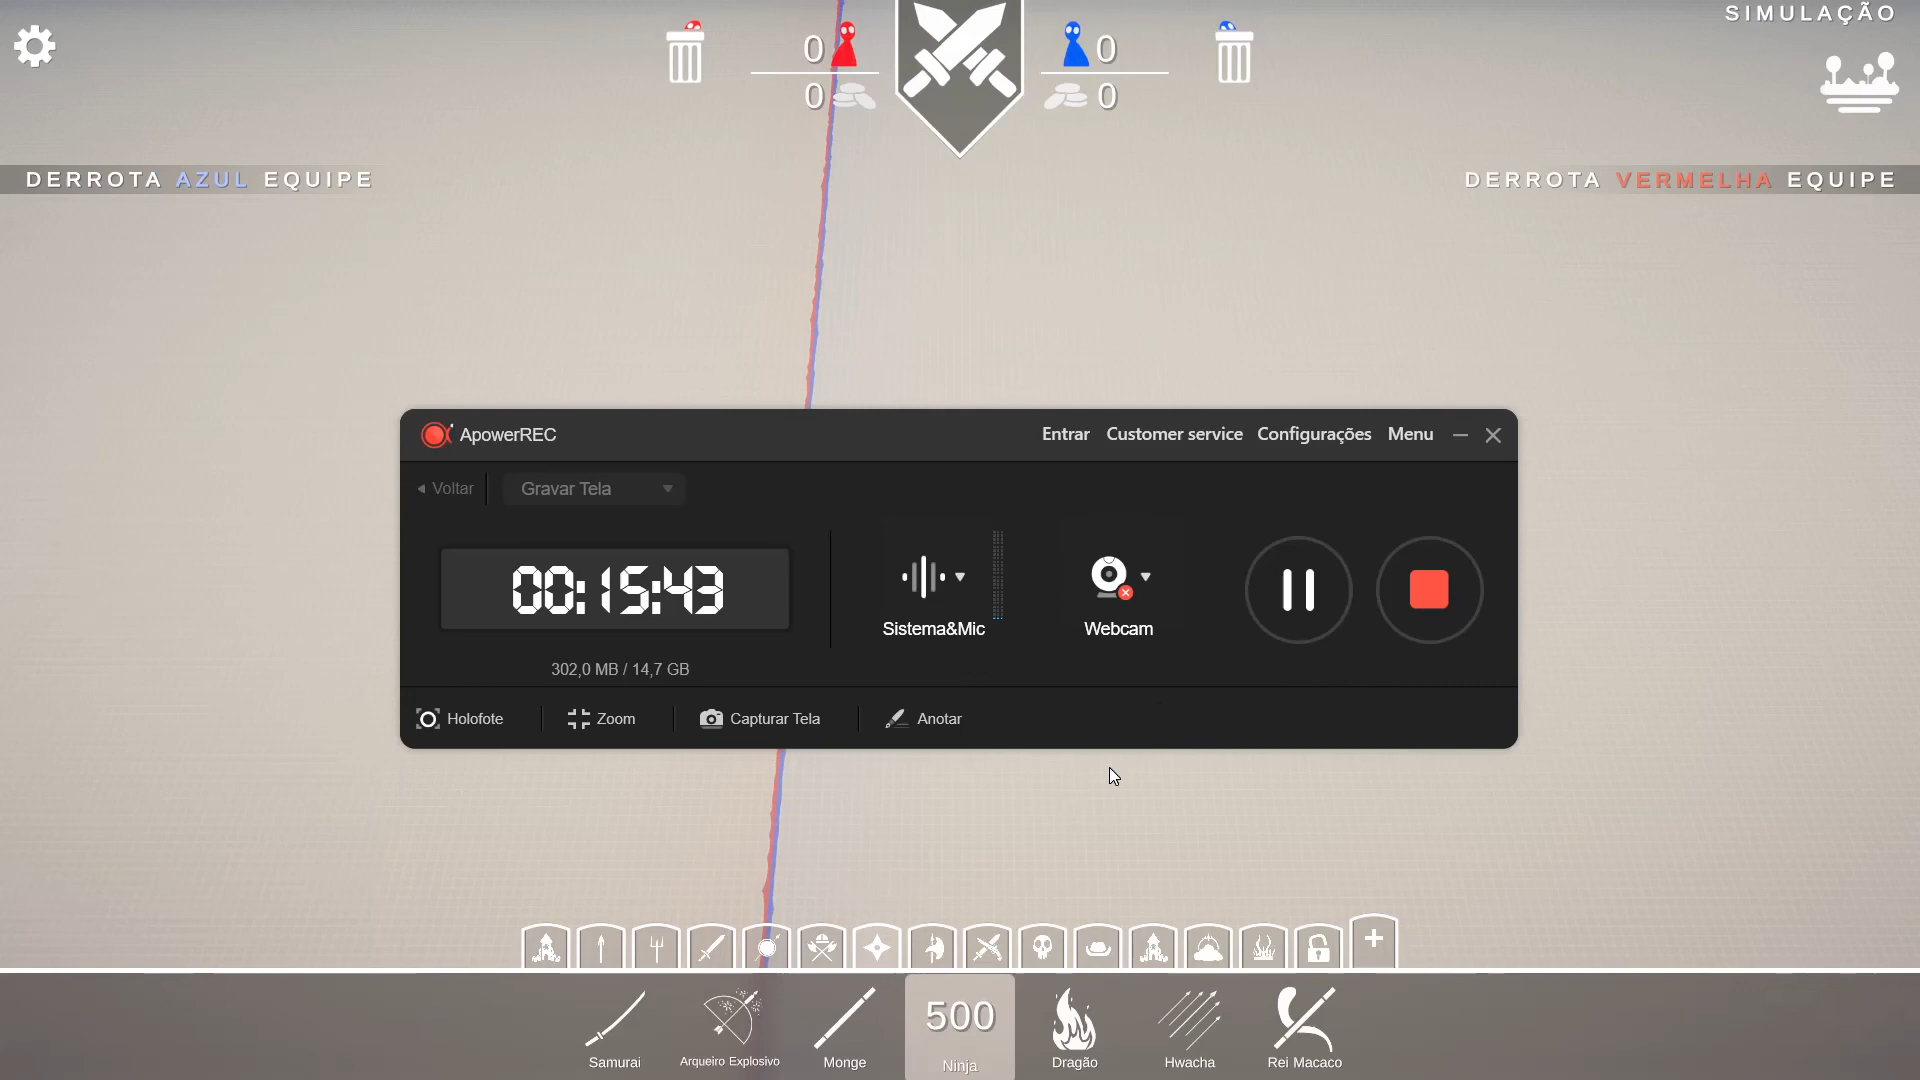 SIMULAÇÃO
0 0
0 0
DERROTA AZUL EQUIPE
DERROTA VERMELHA EQUIPE
ApowerREC
Entrar Customer service Configurações Menu
Voltar
Gravar Tela
00:15:43
Sistema&Mic
Webcam
302,0 MB / 14,7 GB
Holofote
Zoom
Capturar Tela
Anotar
500
Samurai
Arqueiro Explosivo
Monge
Ninja
Dragão
Hwacha
Rei Macaco